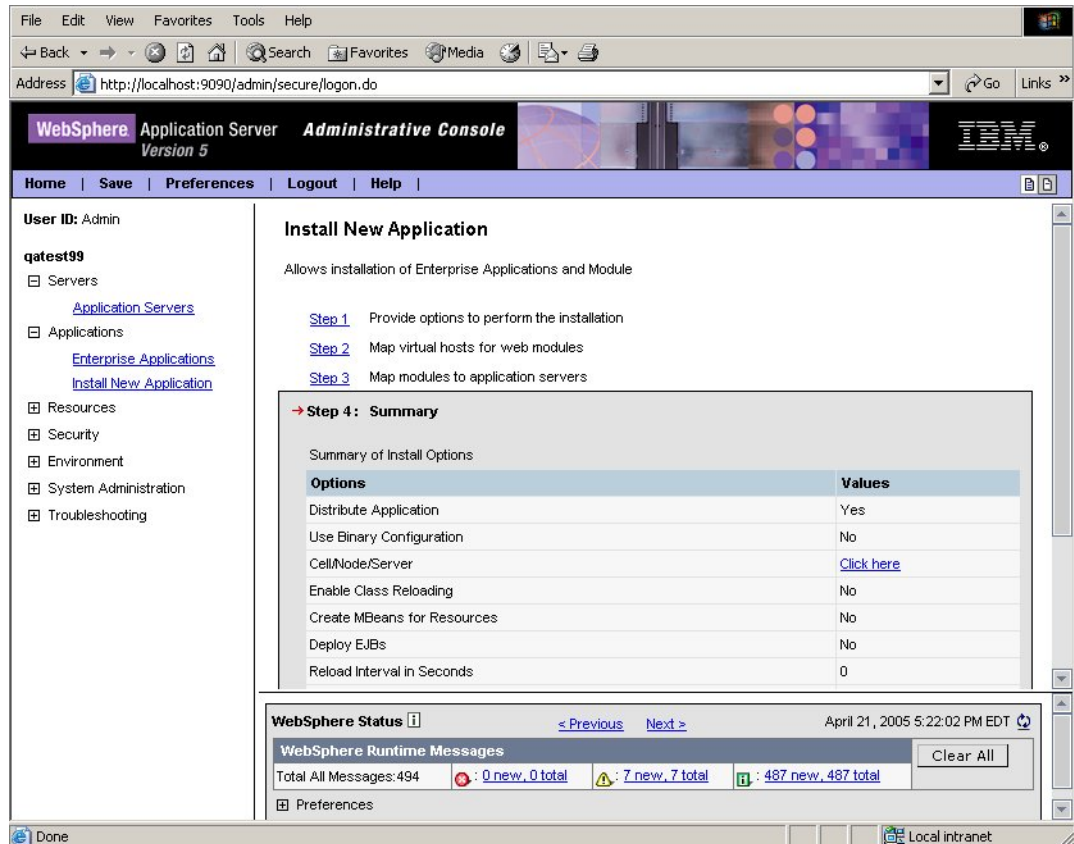 File Edit View Favorites Tools Help
Back Search Favorites Media
Address http://localhost:9090/admin/secure/logon.do Go Links »
WebSphere Application Server Administrative Console
Version 5
IBM®
Home | Save | Preferences | Logout | Help |
User ID: Admin
qatest99
Servers
Application Servers
Applications
Enterprise Applications
Install New Application
Resources
Security
Environment
System Administration
Troubleshooting
Install New Application
Allows installation of Enterprise Applications and Module
Step 1 Provide options to perform the installation
Step 2 Map virtual hosts for web modules
Step 3 Map modules to application servers
Step 4: Summary
Summary of Install Options
Options Values
Distribute Application Yes
Use Binary Configuration No
Cell/Node/Server Click here
Enable Class Reloading No
Create MBeans for Resources No
Deploy EJBs No
Reload Interval in Seconds 0
WebSphere Status i < Previous Next > April 21, 2005 5:22:02 PM EDT
WebSphere Runtime Messages Clear All
Total All Messages:494 : 0 new, 0 total : 7 new, 7 total : 487 new, 487 total
Preferences
Done Local intranet